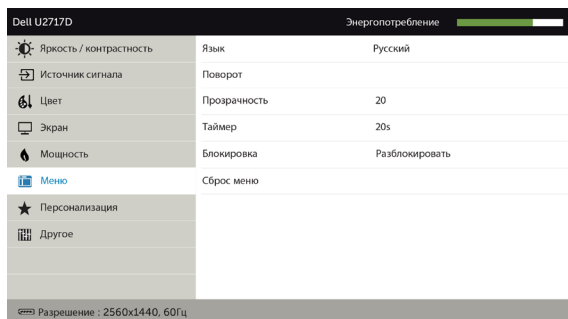 Dell U2717D Энергопотребление
Яркость / контрастность Язык Русский
Источник сигнала Поворот
Цвет Прозрачность 20
Экран Таймер 20s
Мощность Блокировка Разблокировать
Меню Сброс меню
Персонализация
Другое
Разрешение : 2560x1440, 60Гц